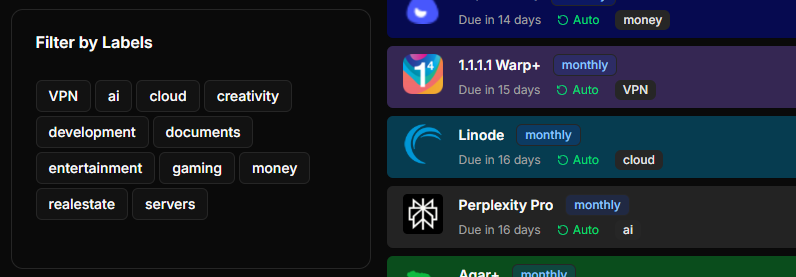 Filter by Labels
VPN ai cloud creativity
development documents
entertainment gaming money
realestate servers
Due in 14 days Auto money
1.1.1.1 Warp+ monthly
Due in 15 days Auto VPN
Linode monthly
Due in 16 days Auto cloud
Perplexity Pro monthly
Due in 16 days Auto ai
Agar+ monthly